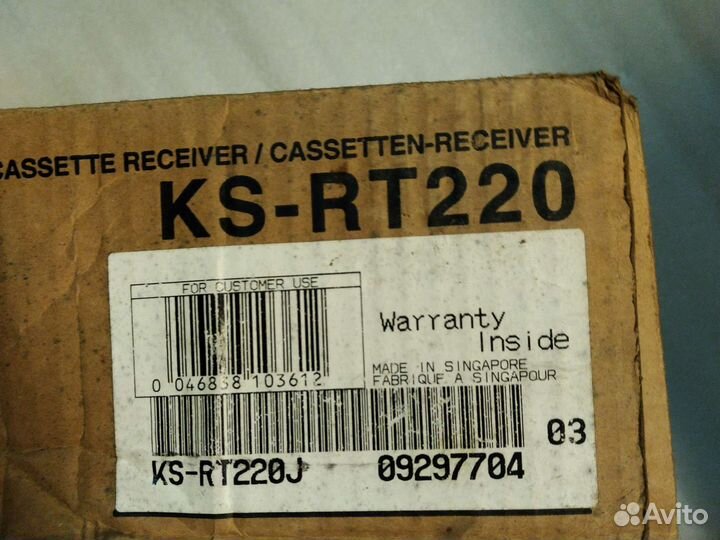 CASSETTE RECEIVER / CASSETTEN-RECEIVER
KS-RT220
FOR CUSTOMER USE
0 046838 103612
Warranty
Inside
MADE IN SINGAPORE
FABRIQUE A SINGAPOUR
03
KS-RT220J 09297704
Avito